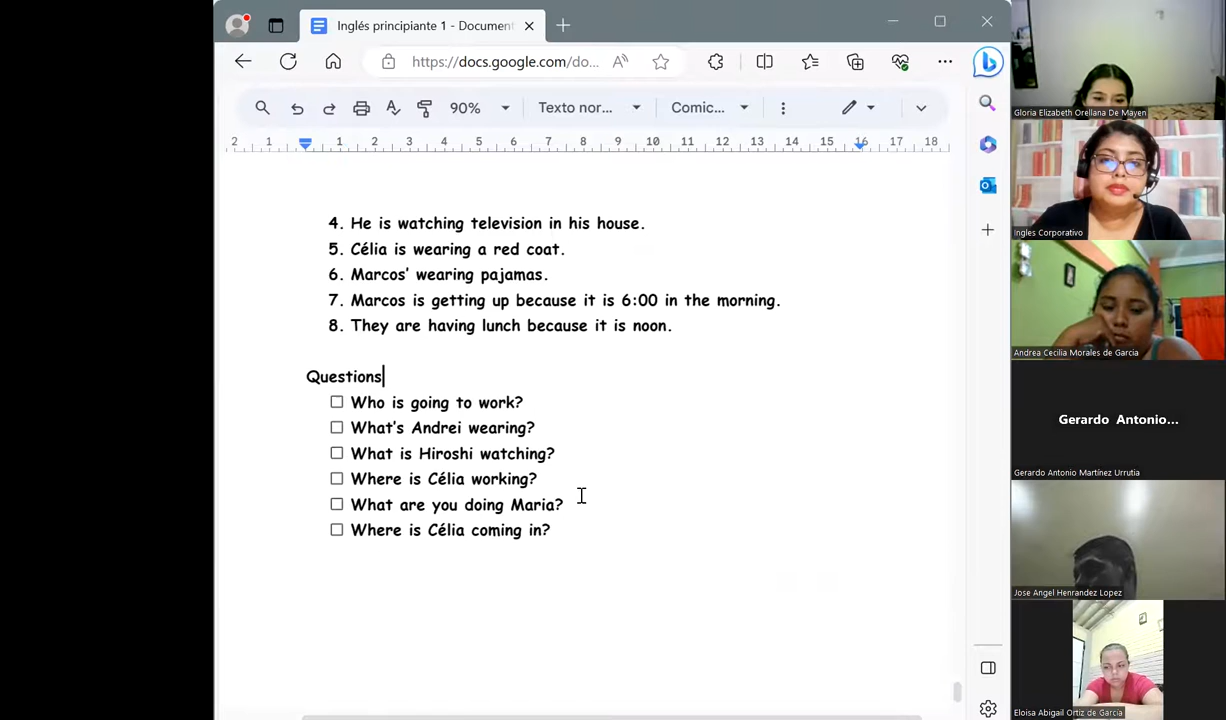 Inglés principiante 1 - Document
https://docs.google.com/do...
90%
Texto nor...
Comic...
2 1 1 2 3 4 5 6 7 8 9 10 11 12 13 14 15 16 17 18
4. He is watching television in his house.
5. Célia is wearing a red coat.
6. Marcos' wearing pajamas.
7. Marcos is getting up because it is 6:00 in the morning.
8. They are having lunch because it is noon.
Questions
Who is going to work?
What's Andrei wearing?
What is Hiroshi watching?
Where is Célia working?
What are you doing Maria?
Where is Célia coming in?
Gloria Elizabeth Orellana De Mayen
Ingles Corporativo
Andrea Cecilia Morales de Garcia
Gerardo Antonio...
Gerardo Antonio Martínez Urrutia
Jose Angel Henrandez Lopez
Eloisa Abigail Ortiz de Garcia